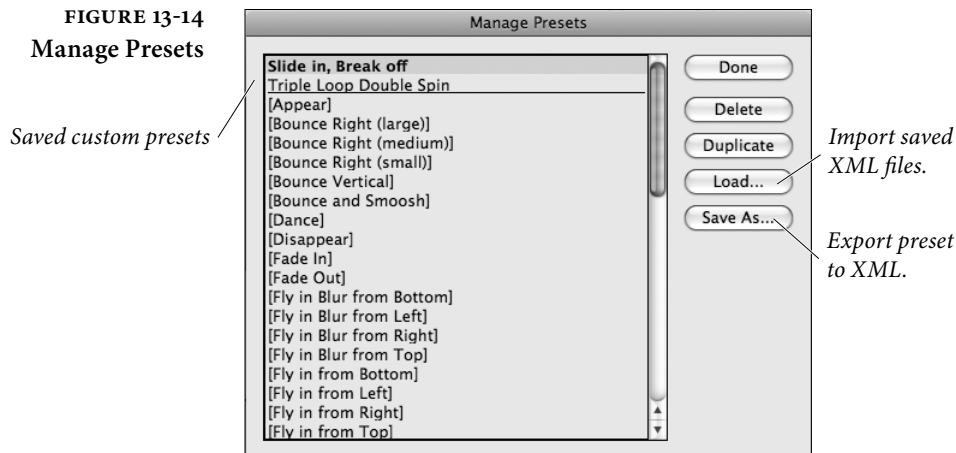 FIGURE 13-14
Manage Presets
Manage Presets
Saved custom presets
Slide in, Break off
Triple Loop Double Spin
[Appear]
[Bounce Right (large)]
[Bounce Right (medium)]
[Bounce Right (small)]
[Bounce Vertical]
[Bounce and Smoosh]
[Dance]
[Disappear]
[Fade In]
[Fade Out]
[Fly in Blur from Bottom]
[Fly in Blur from Left]
[Fly in Blur from Right]
[Fly in Blur from Top]
[Fly in from Bottom]
[Fly in from Left]
[Fly in from Right]
[Fly in from Top]
Done
Delete
Duplicate
Load...
Save As...
Import saved
XML files.
Export preset
to XML.